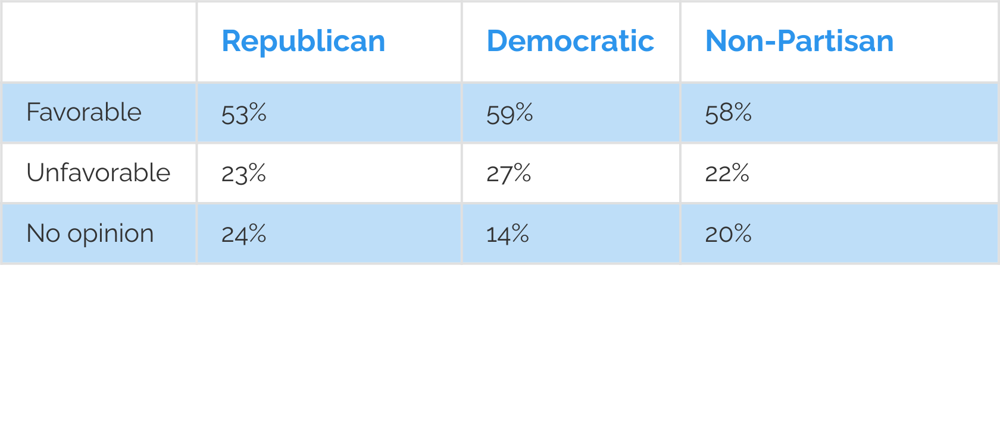 Republican Democratic Non-Partisan
Favorable 53% 59% 58%
Unfavorable 23% 27% 22%
No opinion 24% 14% 20%